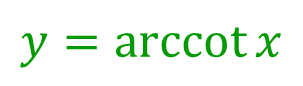 y = arccot x